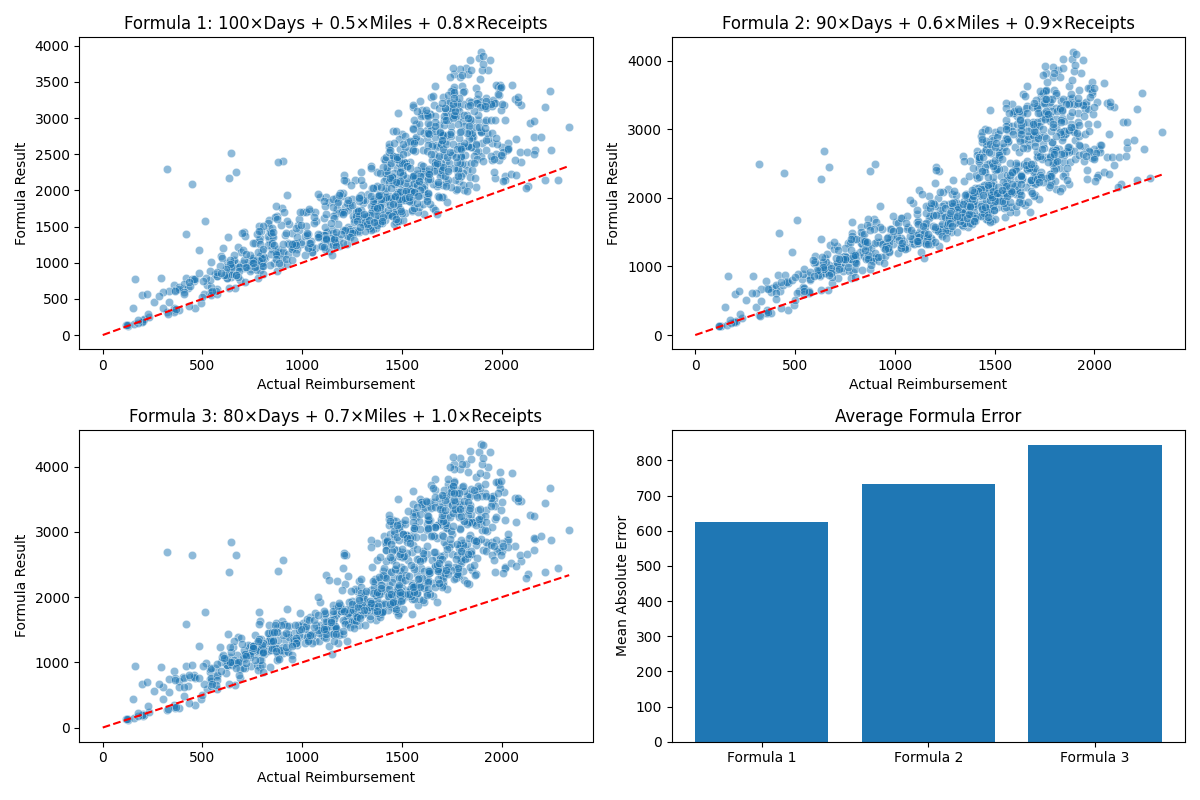 Formula 1: 100×Days + 0.5×Miles + 0.8×Receipts
4000
3500
3000
2500
2000
1500
1000
500
0
Formula Result
0 500 1000 1500 2000
Actual Reimbursement
Formula 2: 90×Days + 0.6×Miles + 0.9×Receipts
4000
3000
2000
1000
0
Formula Result
0 500 1000 1500 2000
Actual Reimbursement
Formula 3: 80×Days + 0.7×Miles + 1.0×Receipts
4000
3000
2000
1000
0
Formula Result
0 500 1000 1500 2000
Actual Reimbursement
Average Formula Error
800
700
600
500
400
300
200
100
0
Mean Absolute Error
Formula 1 Formula 2 Formula 3